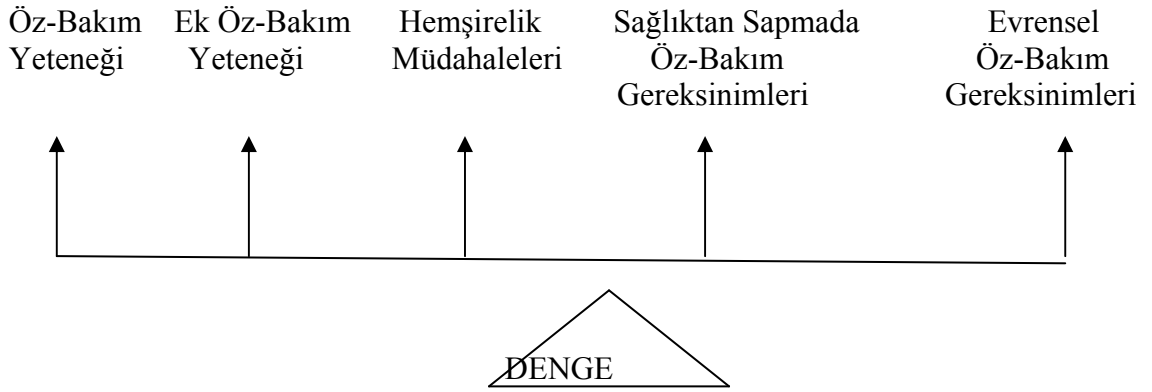 Öz-Bakım
Yeteneği
Ek Öz-Bakım
Yeteneği
Hemşirelik
Müdahaleleri
Sağlıktan Sapmada
Öz-Bakım
Gereksinimleri
Evrensel
Öz-Bakım
Gereksinimleri
DENGE